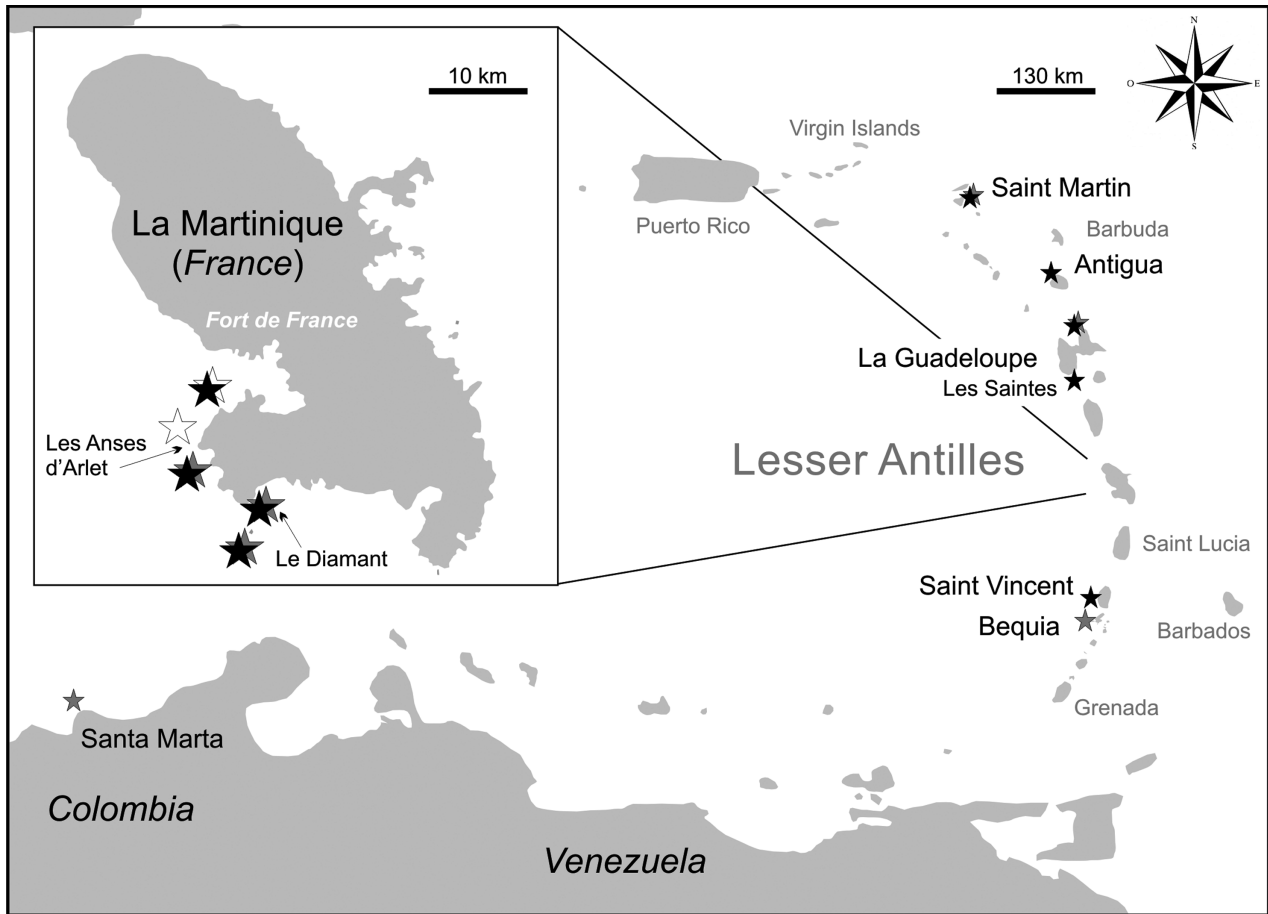 N
10 km
130 km
O
E
S
Virgin Islands
Saint Martin
La Martinique
(France)
Puerto Rico
Barbuda
Antigua
Fort de France
La Guadeloupe
Les Saintes
Les Anses
d'Arlet
Lesser Antilles
Le Diamant
Saint Lucia
Saint Vincent
Bequia
Barbados
Grenada
Santa Marta
Colombia
Venezuela